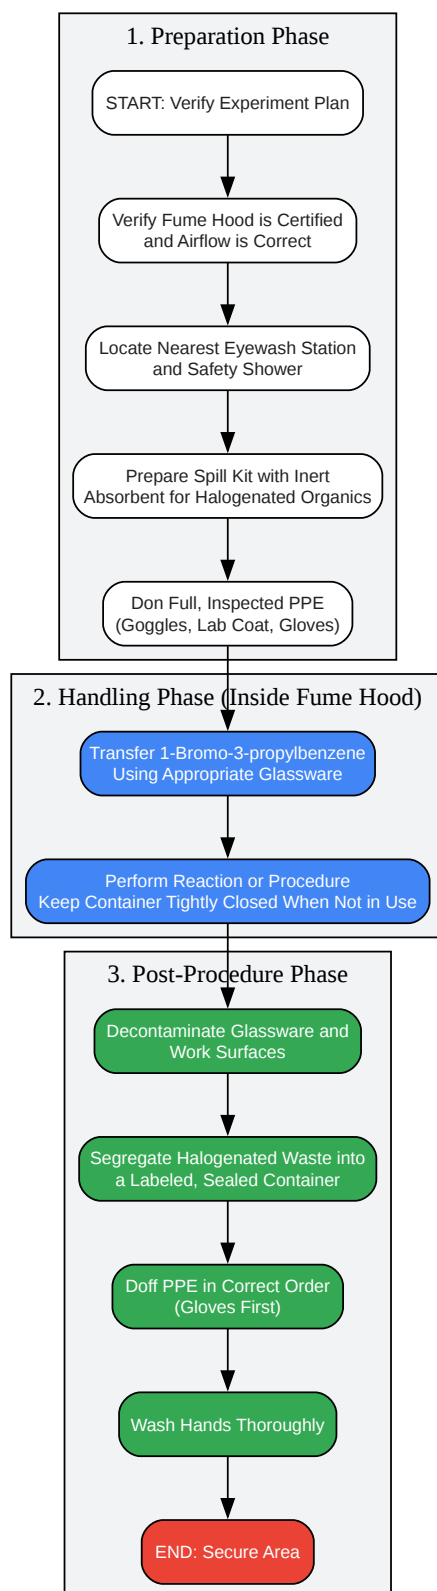 1. Preparation Phase
START: Verify Experiment Plan
Verify Fume Hood is Certified
and Airflow is Correct
Locate Nearest Eyewash Station
and Safety Shower
Prepare Spill Kit with Inert
Absorbent for Halogenated Organics
Don Full, Inspected PPE
(Goggles, Lab Coat, Gloves)
2. Handling Phase (Inside Fume Hood)
Transfer 1-Bromo-3-propylbenzene
Using Appropriate Glassware
Perform Reaction or Procedure
Keep Container Tightly Closed When Not in Use
3. Post-Procedure Phase
Decontaminate Glassware and
Work Surfaces
Segregate Halogenated Waste into
a Labeled, Sealed Container
Doff PPE in Correct Order
(Gloves First)
Wash Hands Thoroughly
END: Secure Area